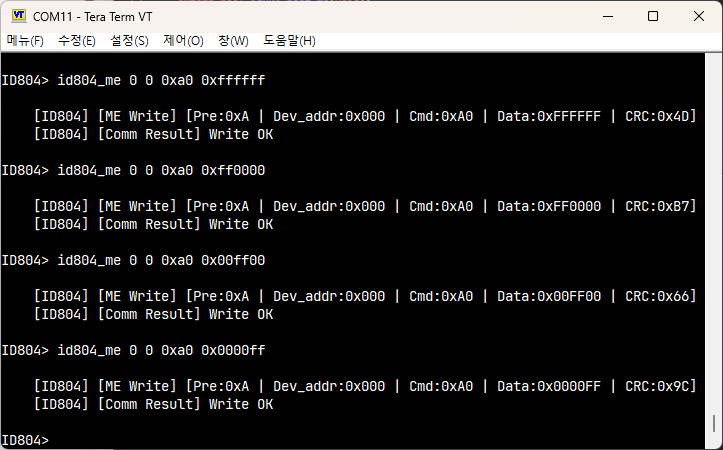 COM11 - Tera Term VT
메뉴(F) 수정(E) 설정(S) 제어(O) 창(W) 도움말(H)
ID804> id804_me 0 0 0xa0 0xffffff
[ID804] [ME Write] [Pre:0xA | Dev_addr:0x000 | Cmd:0xA0 | Data:0xFFFFFF | CRC:0x4D]
[ID804] [Comm Result] Write OK
ID804> id804_me 0 0 0xa0 0xff0000
[ID804] [ME Write] [Pre:0xA | Dev_addr:0x000 | Cmd:0xA0 | Data:0xFF0000 | CRC:0xB7]
[ID804] [Comm Result] Write OK
ID804> id804_me 0 0 0xa0 0x00ff00
[ID804] [ME Write] [Pre:0xA | Dev_addr:0x000 | Cmd:0xA0 | Data:0x00FF00 | CRC:0x66]
[ID804] [Comm Result] Write OK
ID804> id804_me 0 0 0xa0 0x0000ff
[ID804] [ME Write] [Pre:0xA | Dev_addr:0x000 | Cmd:0xA0 | Data:0x0000FF | CRC:0x9C]
[ID804] [Comm Result] Write OK
ID804>